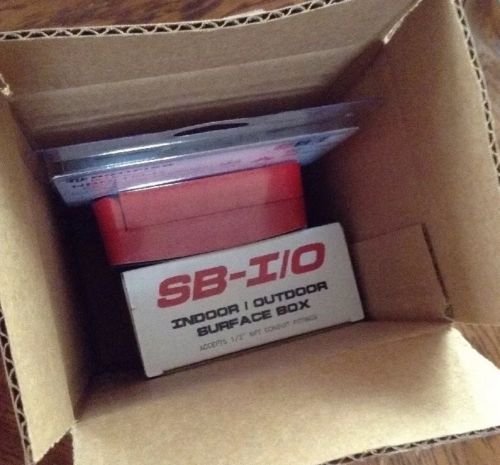 SB-I/O
INDOOR / OUTDOOR
SURFACE BOX
ACCEPTS 1/2" NPT CONDUIT FITTINGS